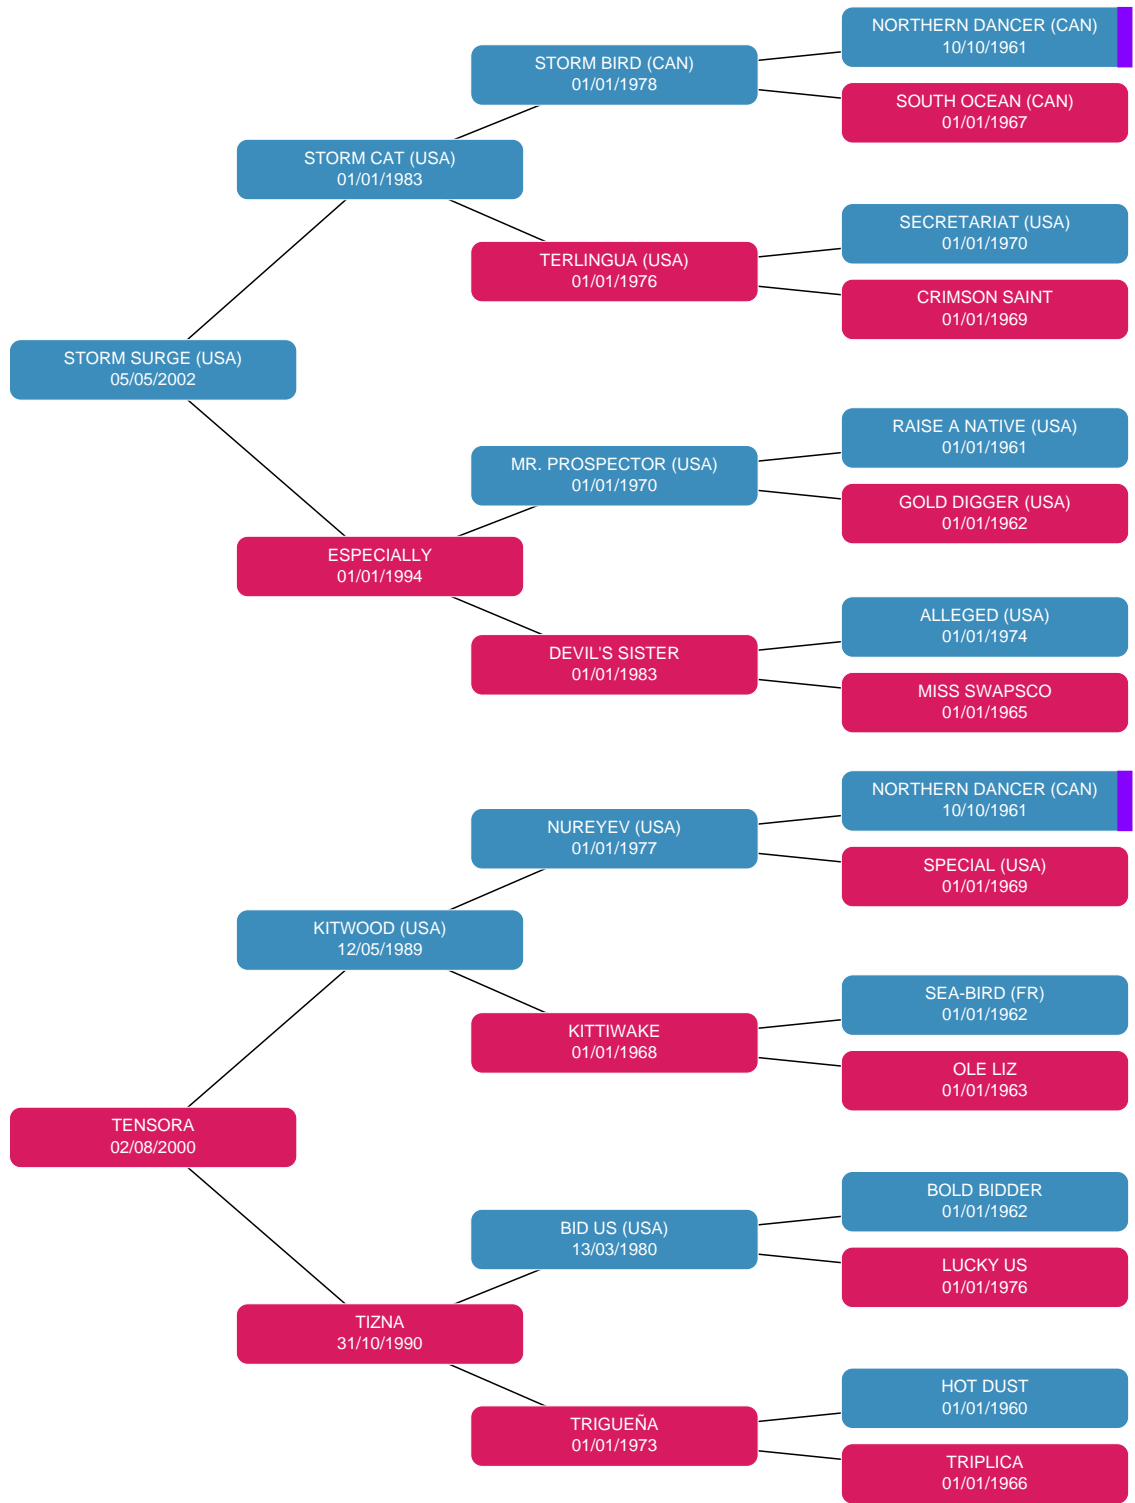 NORTHERN DANCER (CAN)
10/10/1961
STORM BIRD (CAN)
01/01/1978
SOUTH OCEAN (CAN)
01/01/1967
STORM CAT (USA)
01/01/1983
SECRETARIAT (USA)
01/01/1970
TERLINGUA (USA)
01/01/1976
CRIMSON SAINT
01/01/1969
STORM SURGE (USA)
05/05/2002
RAISE A NATIVE (USA)
01/01/1961
MR. PROSPECTOR (USA)
01/01/1970
GOLD DIGGER (USA)
01/01/1962
ESPECIALLY
01/01/1994
ALLEGED (USA)
01/01/1974
DEVIL'S SISTER
01/01/1983
MISS SWAPSCO
01/01/1965
NORTHERN DANCER (CAN)
10/10/1961
NUREYEV (USA)
01/01/1977
SPECIAL (USA)
01/01/1969
KITWOOD (USA)
12/05/1989
SEA-BIRD (FR)
01/01/1962
KITTIWAKE
01/01/1968
OLE LIZ
01/01/1963
TENSORA
02/08/2000
BOLD BIDDER
01/01/1962
BID US (USA)
13/03/1980
LUCKY US
01/01/1976
TIZNA
31/10/1990
HOT DUST
01/01/1960
TRIGUEÑA
01/01/1973
TRIPLICA
01/01/1966